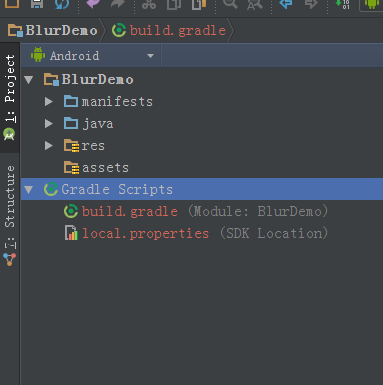 BlurDemo build.gradle
Android
1: Project
BlurDemo
manifests
java
res
assets
Gradle Scripts
build.gradle (Module: BlurDemo)
local.properties (SDK Location)
7: Structure